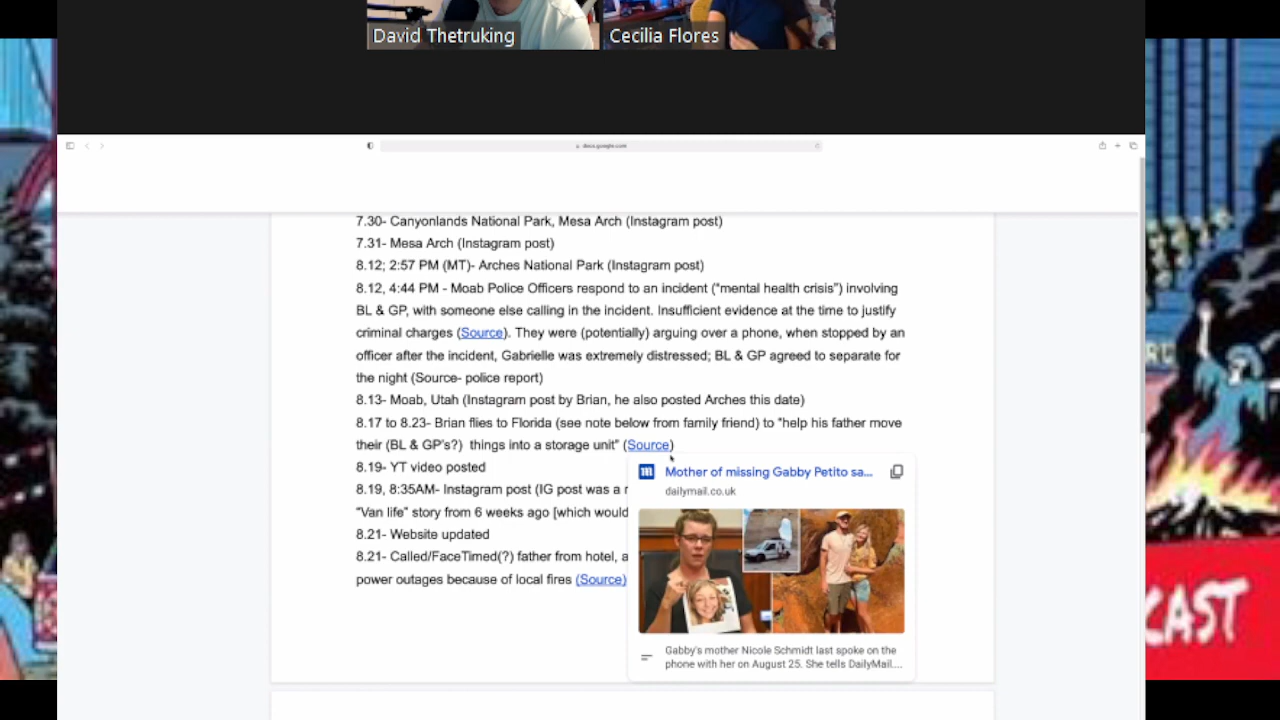 David Thetruking
Cecilia Flores
docs.google.com
7.30- Canyonlands National Park, Mesa Arch (Instagram post)
7.31- Mesa Arch (Instagram post)
8.12; 2:57 PM (MT)- Arches National Park (Instagram post)
8.12, 4:44 PM - Moab Police Officers respond to an incident (“mental health crisis”) involving
BL & GP, with someone else calling in the incident. Insufficient evidence at the time to justify
criminal charges (Source). They were (potentially) arguing over a phone, when stopped by an
officer after the incident, Gabrielle was extremely distressed; BL & GP agreed to separate for
the night (Source- police report)
8.13- Moab, Utah (Instagram post by Brian, he also posted Arches this date)
8.17 to 8.23- Brian flies to Florida (see note below from family friend) to “help his father move
their (BL & GP's?)  things into a storage unit” (Source)
8.19- YT video posted
8.19, 8:35AM- Instagram post (IG post was a r
“Van life” story from 6 weeks ago [which would
8.21- Website updated
8.21- Called/FaceTimed(?) father from hotel, a
power outages because of local fires (Source)
m
Mother of missing Gabby Petito sa...
dailymail.co.uk
Gabby's mother Nicole Schmidt last spoke on the
phone with her on August 25. She tells DailyMail....
CAST